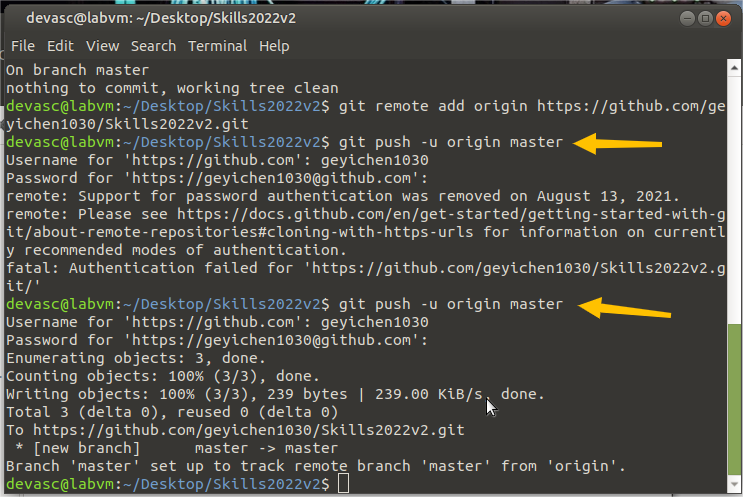 devasc@labvm: ~/Desktop/Skills2022v2
File Edit View Search Terminal Help
On branch master
nothing to commit, working tree clean
devasc@labvm:~/Desktop/Skills2022v2$ git remote add origin https://github.com/ge
yichen1030/Skills2022v2.git
devasc@labvm:~/Desktop/Skills2022v2$ git push -u origin master
Username for 'https://github.com': geyichen1030
Password for 'https://geyichen1030@github.com':
remote: Support for password authentication was removed on August 13, 2021.
remote: Please see https://docs.github.com/en/get-started/getting-started-with-g
it/about-remote-repositories#cloning-with-https-urls for information on currentl
y recommended modes of authentication.
fatal: Authentication failed for 'https://github.com/geyichen1030/Skills2022v2.g
it/'
devasc@labvm:~/Desktop/Skills2022v2$ git push -u origin master
Username for 'https://github.com': geyichen1030
Password for 'https://geyichen1030@github.com':
Enumerating objects: 3, done.
Counting objects: 100% (3/3), done.
Writing objects: 100% (3/3), 239 bytes | 239.00 KiB/s, done.
Total 3 (delta 0), reused 0 (delta 0)
To https://github.com/geyichen1030/Skills2022v2.git
 * [new branch]      master -> master
Branch 'master' set up to track remote branch 'master' from 'origin'.
devasc@labvm:~/Desktop/Skills2022v2$